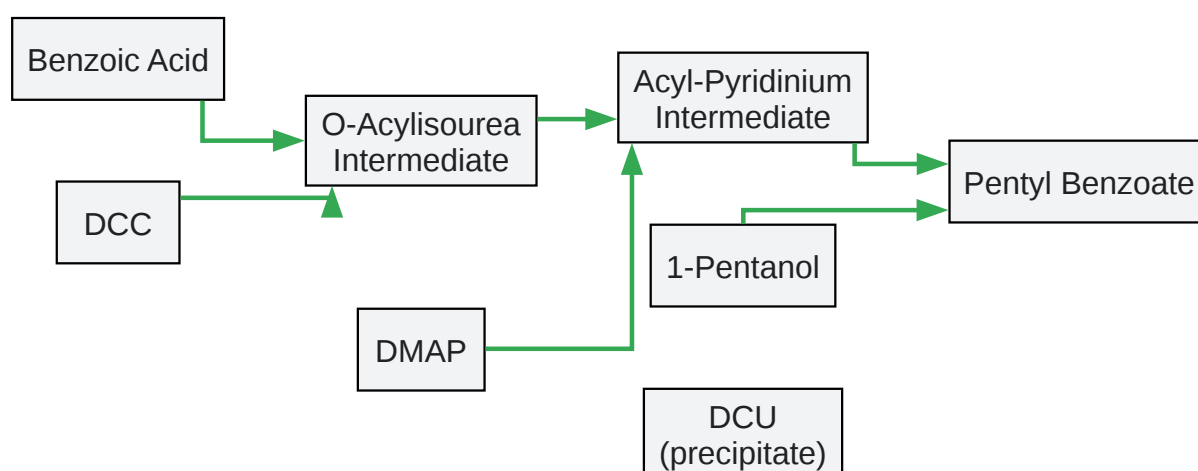 Benzoic Acid
O-Acylisourea
Intermediate
Acyl-Pyridinium
Intermediate
DCC
Pentyl Benzoate
1-Pentanol
DMAP
DCU
(precipitate)